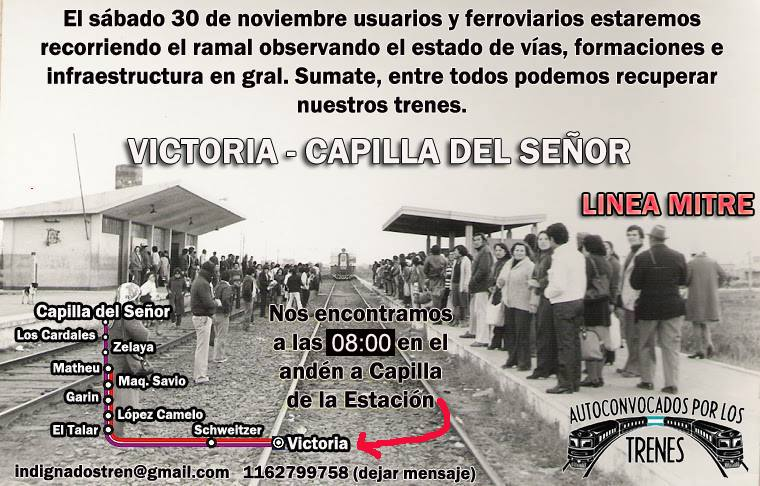 El sábado 30 de noviembre usuarios y ferroviarios estaremos
recorriendo el ramal observando el estado de vías, formaciones e
infraestructura en gral. Sumate, entre todos podemos recuperar
nuestros trenes.
VICTORIA - CAPILLA DEL SEÑOR
LINEA MITRE
Nos encontramos
a las 08:00 en el
andén a Capilla
de la Estación
Capilla del Señor
Los Cardales
Zelaya
Matheu
Maq. Savio
Garin
López Camelo
El Talar
Schweitzer
Victoria
AUTOCONVOCADOS POR LOS
TRENES
indignadostren@gmail.com 1162799758 (dejar mensaje)